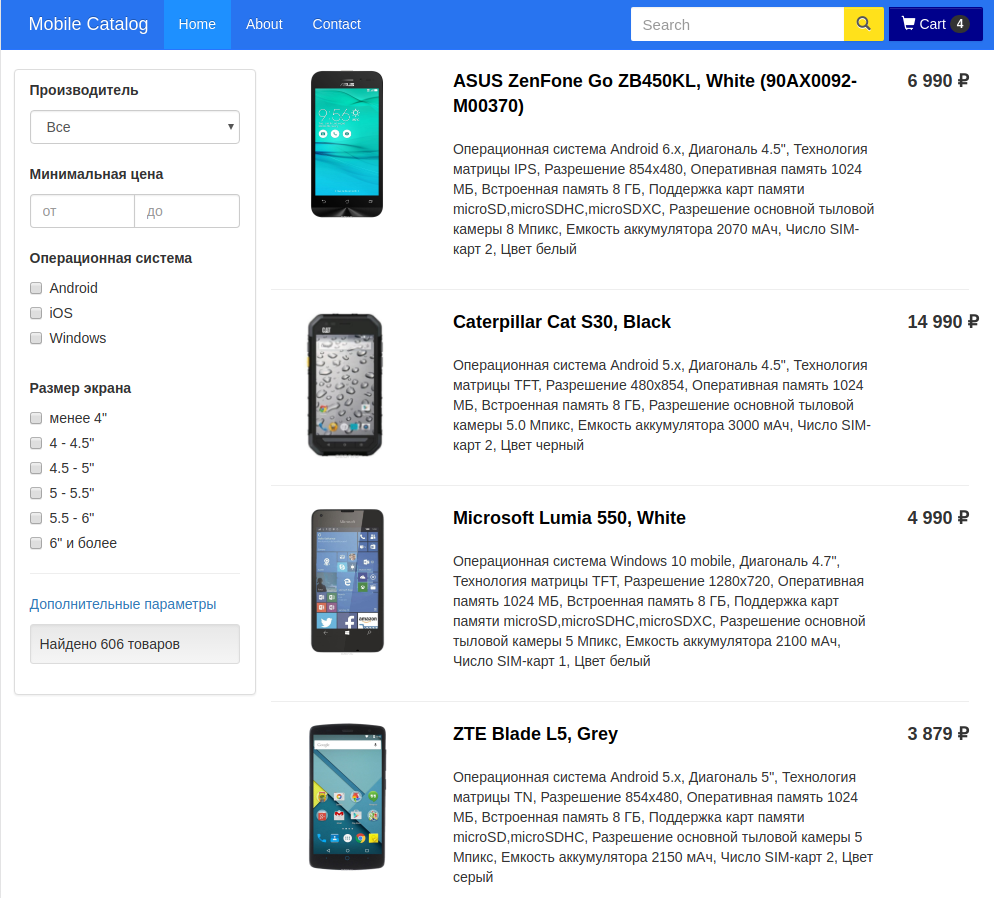 Mobile Catalog Home About Contact Search Cart 4
Производитель
Все
Минимальная цена
от до
Операционная система
Android
iOS
Windows
Размер экрана
менее 4"
4 - 4.5"
4.5 - 5"
5 - 5.5"
5.5 - 6"
6" и более
Дополнительные параметры
Найдено 606 товаров
ASUS ZenFone Go ZB450KL, White (90AX0092-
M00370)
6 990 ₽
Операционная система Android 6.x, Диагональ 4.5", Технология
матрицы IPS, Разрешение 854x480, Оперативная память 1024
МБ, Встроенная память 8 ГБ, Поддержка карт памяти
microSD,microSDHC,microSDXC, Разрешение основной тыловой
камеры 8 Мпикс, Емкость аккумулятора 2070 мАч, Число SIM-
карт 2, Цвет белый
Caterpillar Cat S30, Black
14 990 ₽
Операционная система Android 5.x, Диагональ 4.5", Технология
матрицы TFT, Разрешение 480x854, Оперативная память 1024
МБ, Встроенная память 8 ГБ, Разрешение основной тыловой
камеры 5.0 Мпикс, Емкость аккумулятора 3000 мАч, Число SIM-
карт 2, Цвет черный
Microsoft Lumia 550, White
4 990 ₽
Операционная система Windows 10 mobile, Диагональ 4.7",
Технология матрицы TFT, Разрешение 1280x720, Оперативная
память 1024 МБ, Встроенная память 8 ГБ, Поддержка карт
памяти microSD,microSDHC,microSDXC, Разрешение основной
тыловой камеры 5 Мпикс, Емкость аккумулятора 2100 мАч,
Число SIM-карт 1, Цвет белый
ZTE Blade L5, Grey
3 879 ₽
Операционная система Android 5.x, Диагональ 5", Технология
матрицы TN, Разрешение 854x480, Оперативная память 1024
МБ, Встроенная память 8 ГБ, Поддержка карт памяти
microSD,microSDHC, Разрешение основной тыловой камеры 5
Мпикс, Емкость аккумулятора 2150 мАч, Число SIM-карт 2, Цвет
серый